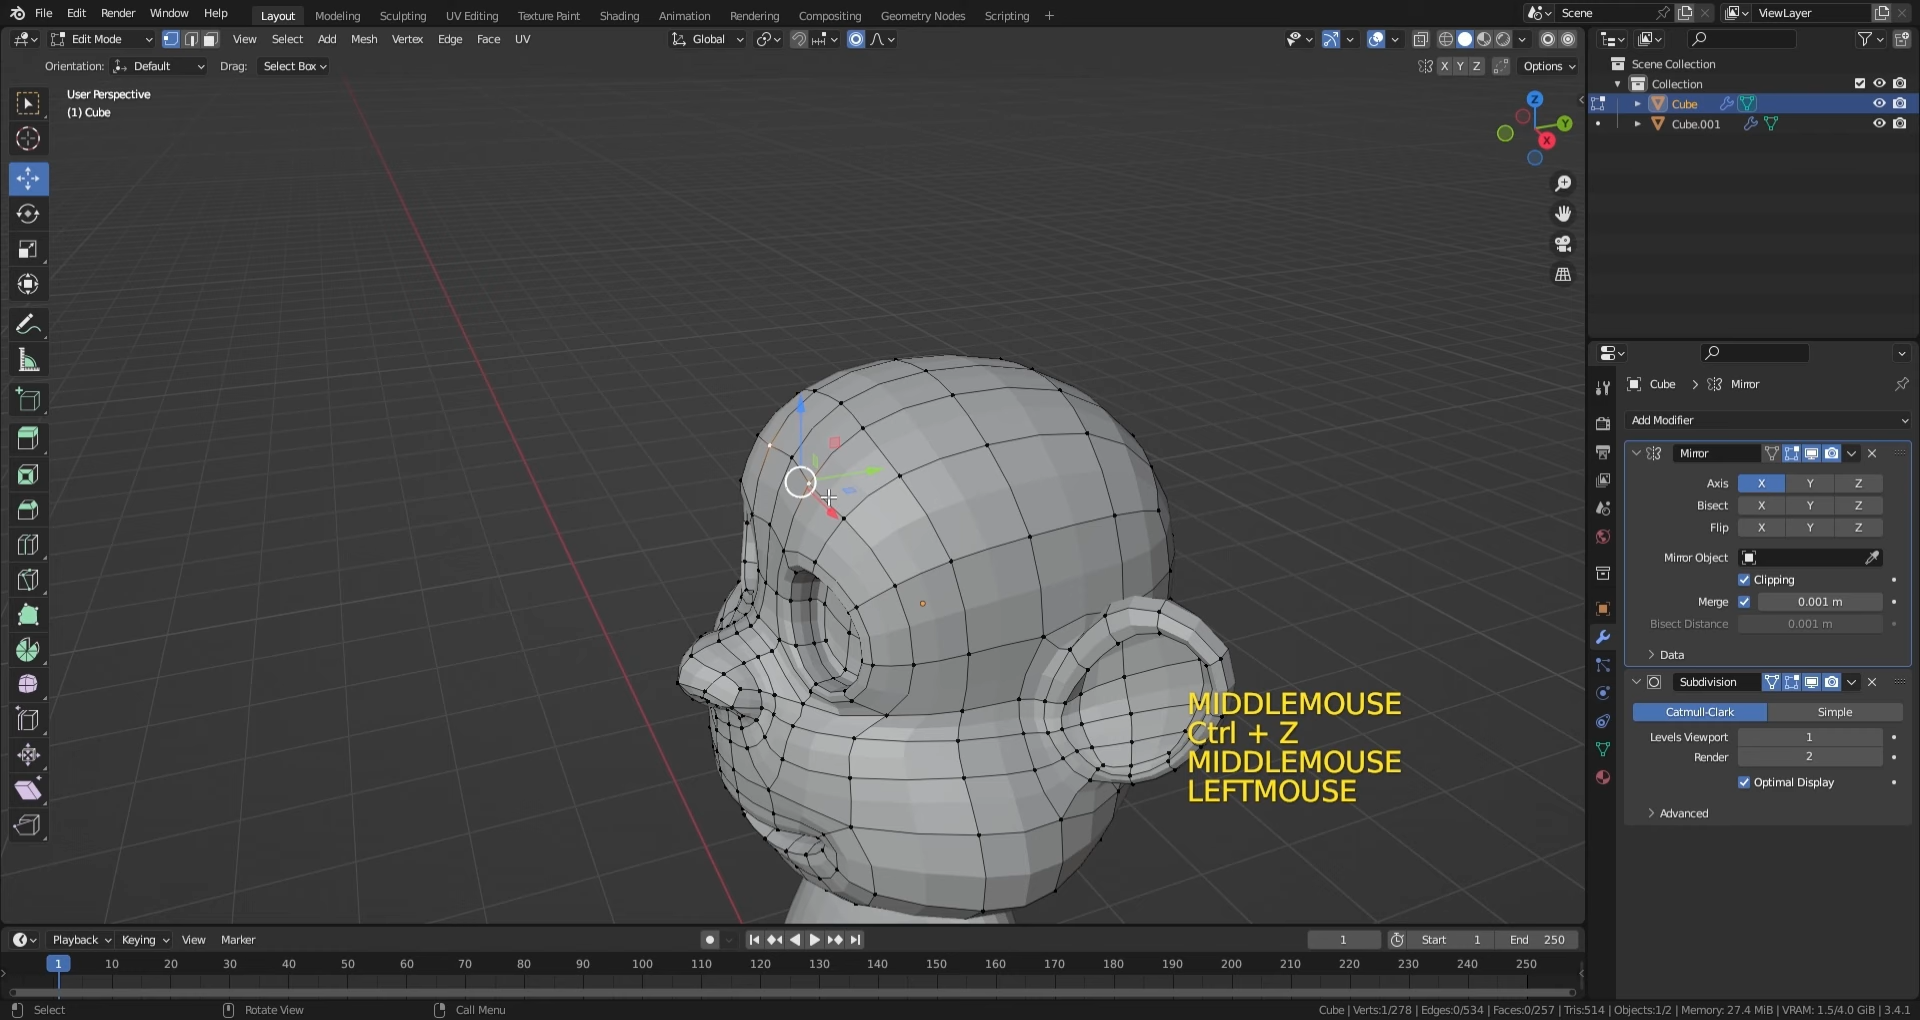 File Edit Render Window Help Layout Modeling Sculpting UV Editing Texture Paint Shading Animation Rendering Compositing Geometry Nodes Scripting + Scene ViewLayer
Edit Mode View Select Add Mesh Vertex Edge Face UV Global
Orientation: Default Drag: Select Box X Y Z Options
User Perspective
(1) Cube
Z
Y
X
Scene Collection
Collection
Cube
Cube.001
Cube > Mirror
Add Modifier
Mirror
Axis X Y Z
Bisect X Y Z
Flip X Y Z
Mirror Object
Clipping
Merge 0.001 m
Bisect Distance 0.001 m
Data
Subdivision
Catmull-Clark Simple
Levels Viewport 1
Render 2
Optimal Display
Advanced
MIDDLEMOUSE
Ctrl + Z
MIDDLEMOUSE
LEFTMOUSE
Playback Keying View Marker 1 Start 1 End 250
1 10 20 30 40 50 60 70 80 90 100 110 120 130 140 150 160 170 180 190 200 210 220 230 240 250
Select Rotate View Call Menu Cube | Verts:1/278 | Edges:0/534 | Faces:0/257 | Tris:514 | Objects:1/2 | Memory: 27.4 MiB | VRAM: 1.5/4.0 GiB | 3.4.1